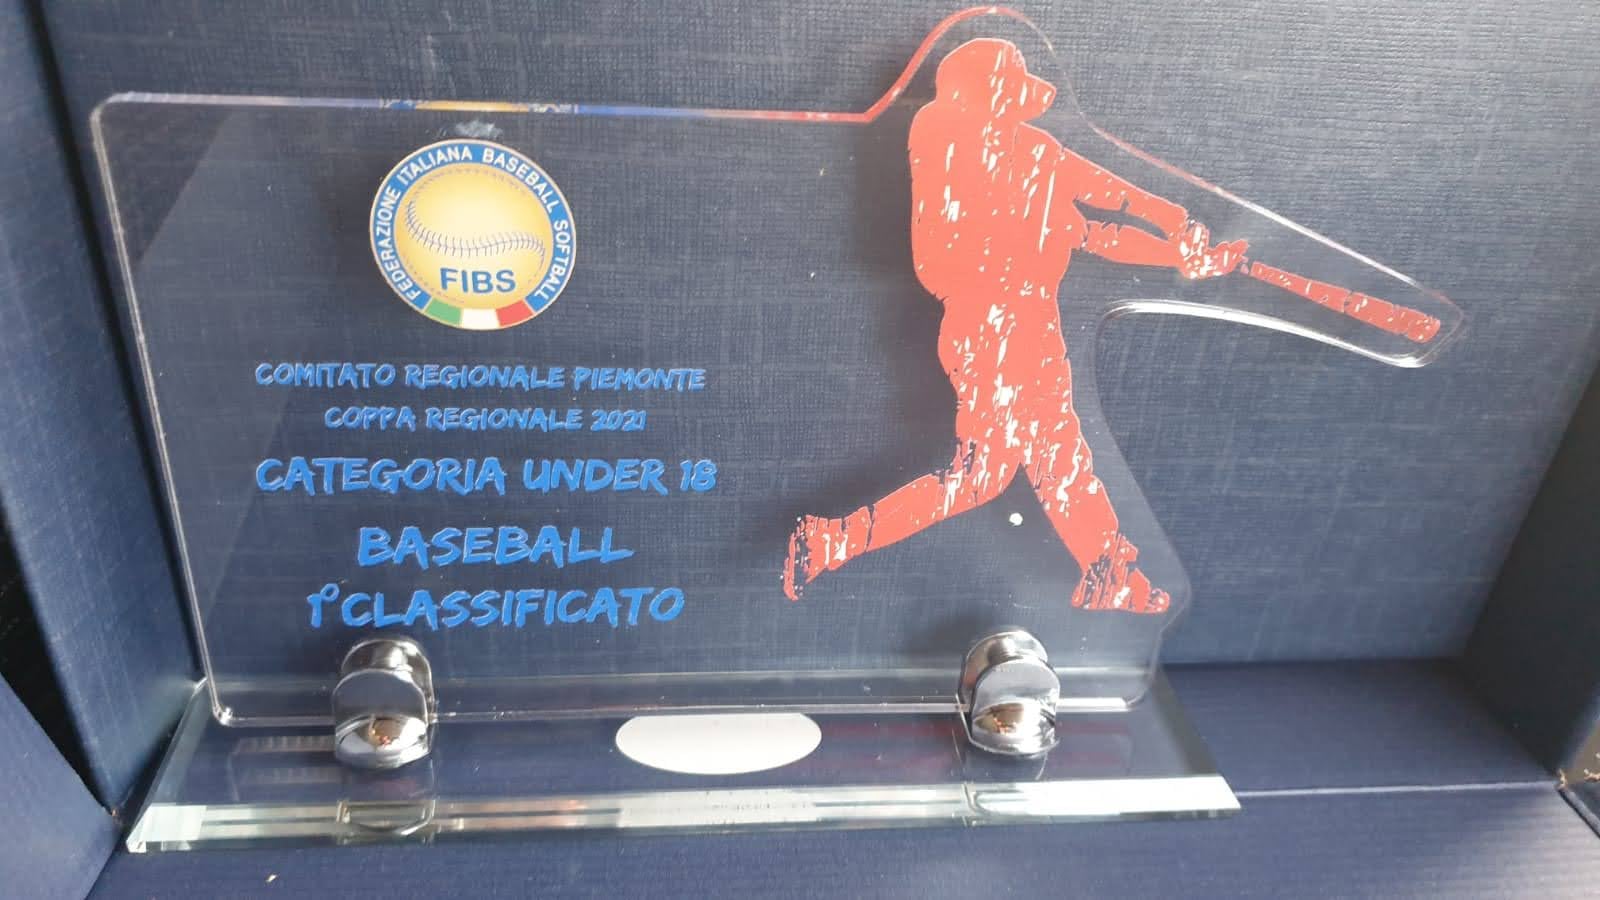 FEDERAZIONE ITALIANA BASEBALL SOFTBALL
FIBS
COMITATO REGIONALE PIEMONTE
COPPA REGIONALE 2021
CATEGORIA UNDER 18
BASEBALL
1° CLASSIFICATO